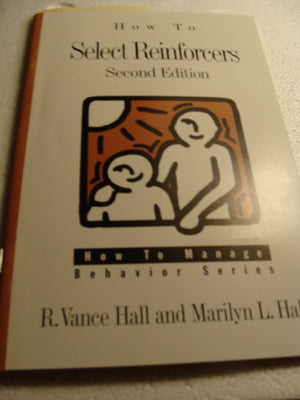 How To
Select Reinforcers
Second Edition
How To Manage
Behavior Series
R. Vance Hall and Marilyn L. Hal